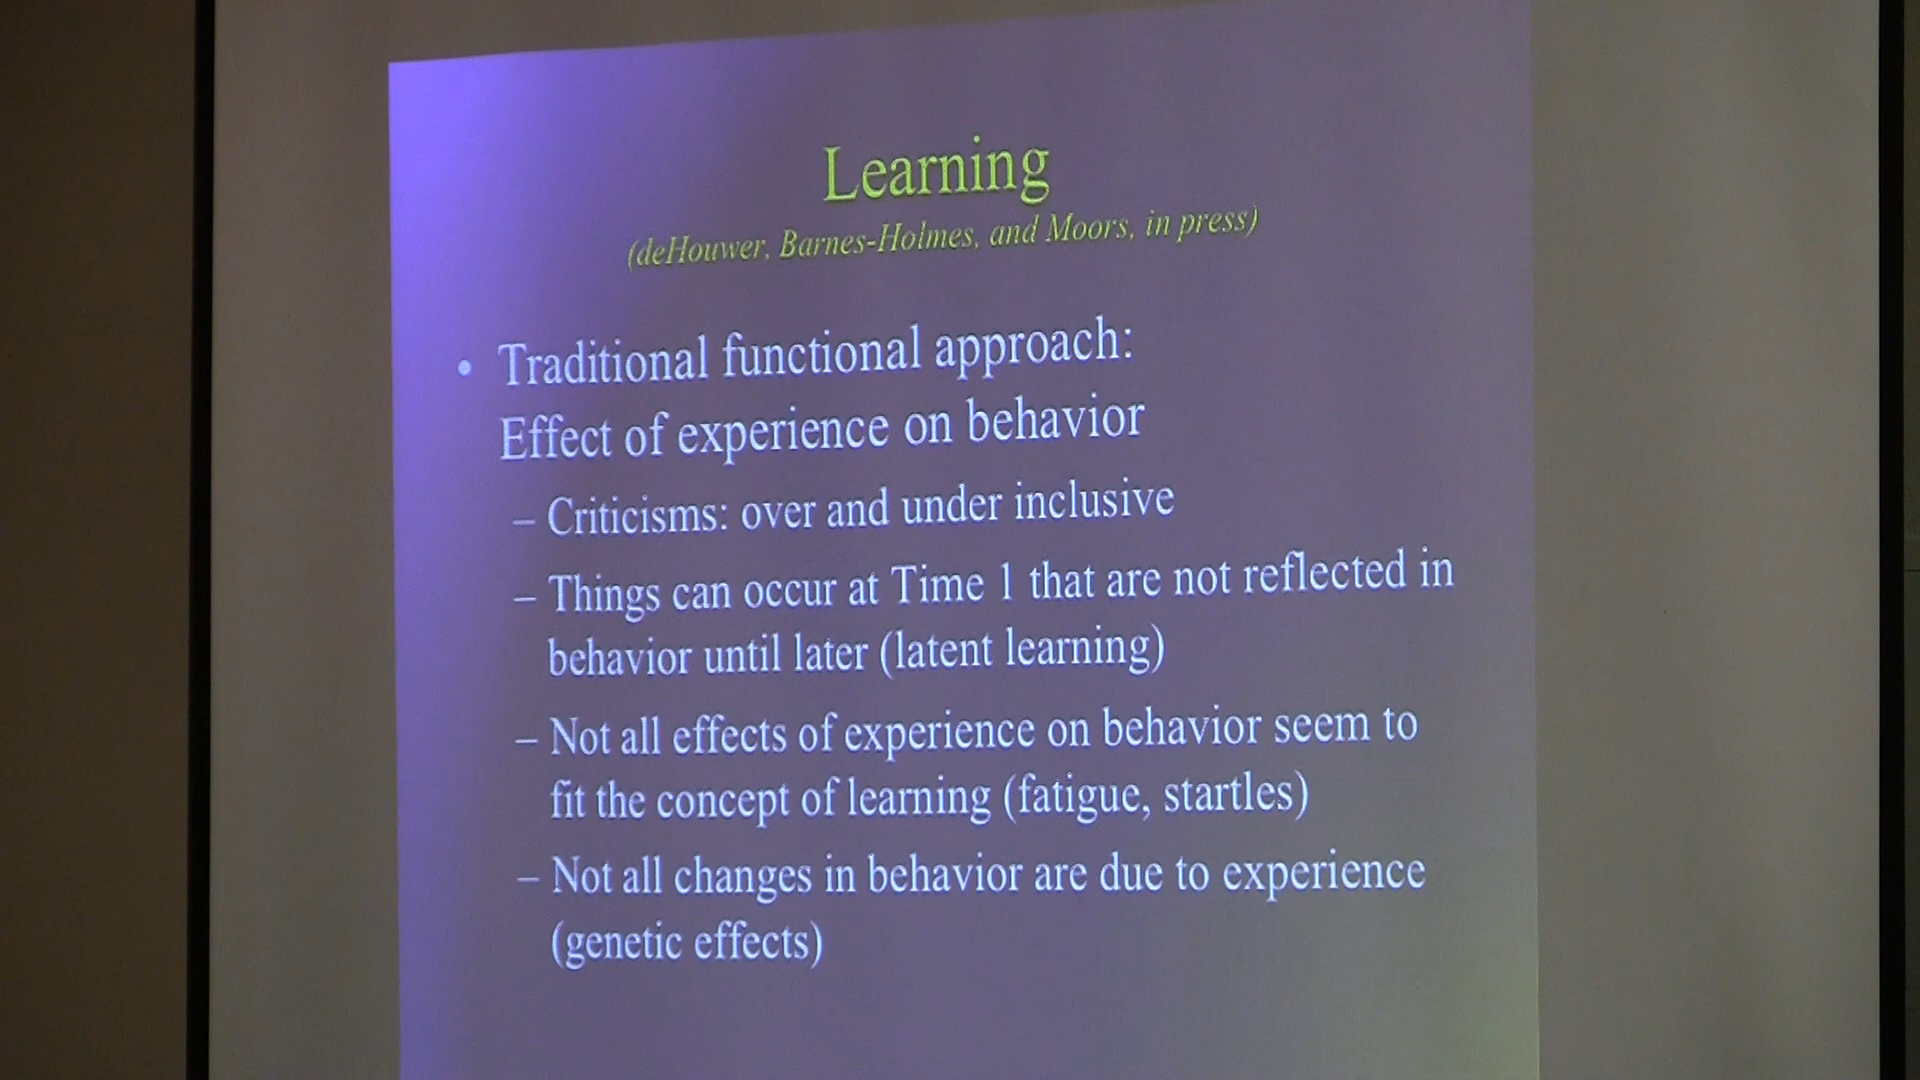 Learning
(deHouwer, Barnes-Holmes, and Moors, in press)
• Traditional functional approach:
Effect of experience on behavior
– Criticisms: over and under inclusive
– Things can occur at Time 1 that are not reflected in
behavior until later (latent learning)
– Not all effects of experience on behavior seem to
fit the concept of learning (fatigue, startles)
– Not all changes in behavior are due to experience
(genetic effects)